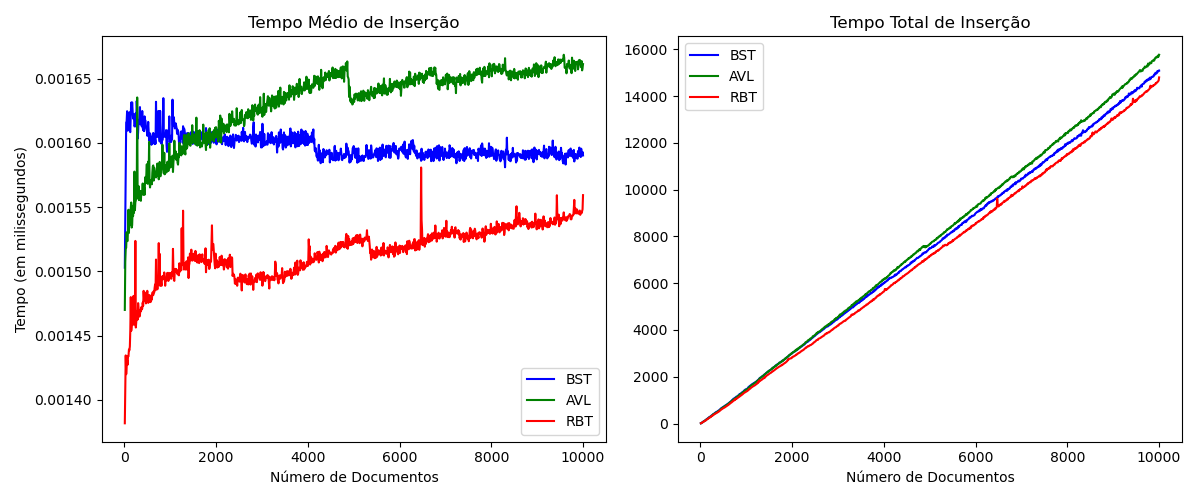 Tempo Médio de Inserção
Tempo (em milissegundos)
0.00165
0.00160
0.00155
0.00150
0.00145
0.00140
0 2000 4000 6000 8000 10000
Número de Documentos
BST
AVL
RBT
Tempo Total de Inserção
BST
AVL
RBT
16000
14000
12000
10000
8000
6000
4000
2000
0
0 2000 4000 6000 8000 10000
Número de Documentos